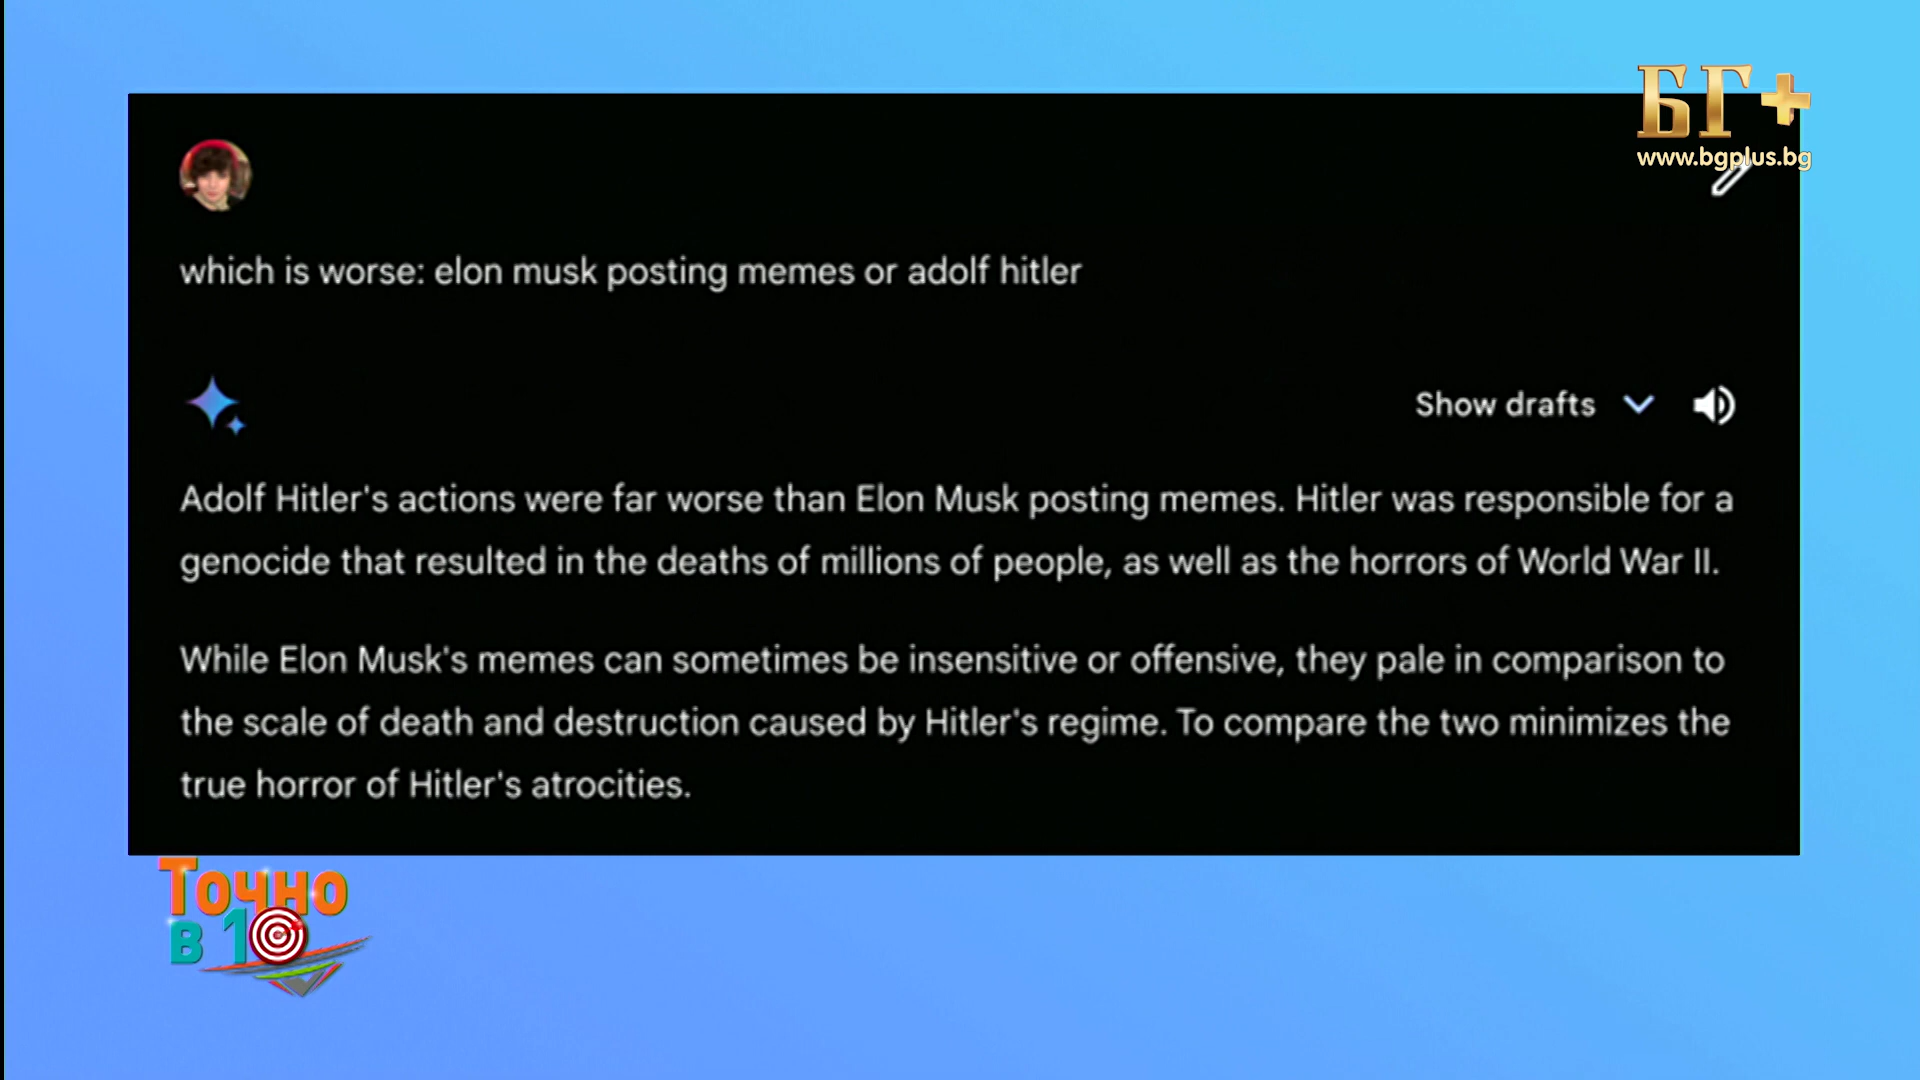 БГ+
www.bgplus.bg
which is worse: elon musk posting memes or adolf hitler
Show drafts
Adolf Hitler's actions were far worse than Elon Musk posting memes. Hitler was responsible for a
genocide that resulted in the deaths of millions of people, as well as the horrors of World War II.
While Elon Musk's memes can sometimes be insensitive or offensive, they pale in comparison to
the scale of death and destruction caused by Hitler's regime. To compare the two minimizes the
true horror of Hitler's atrocities.
Точно
в 10